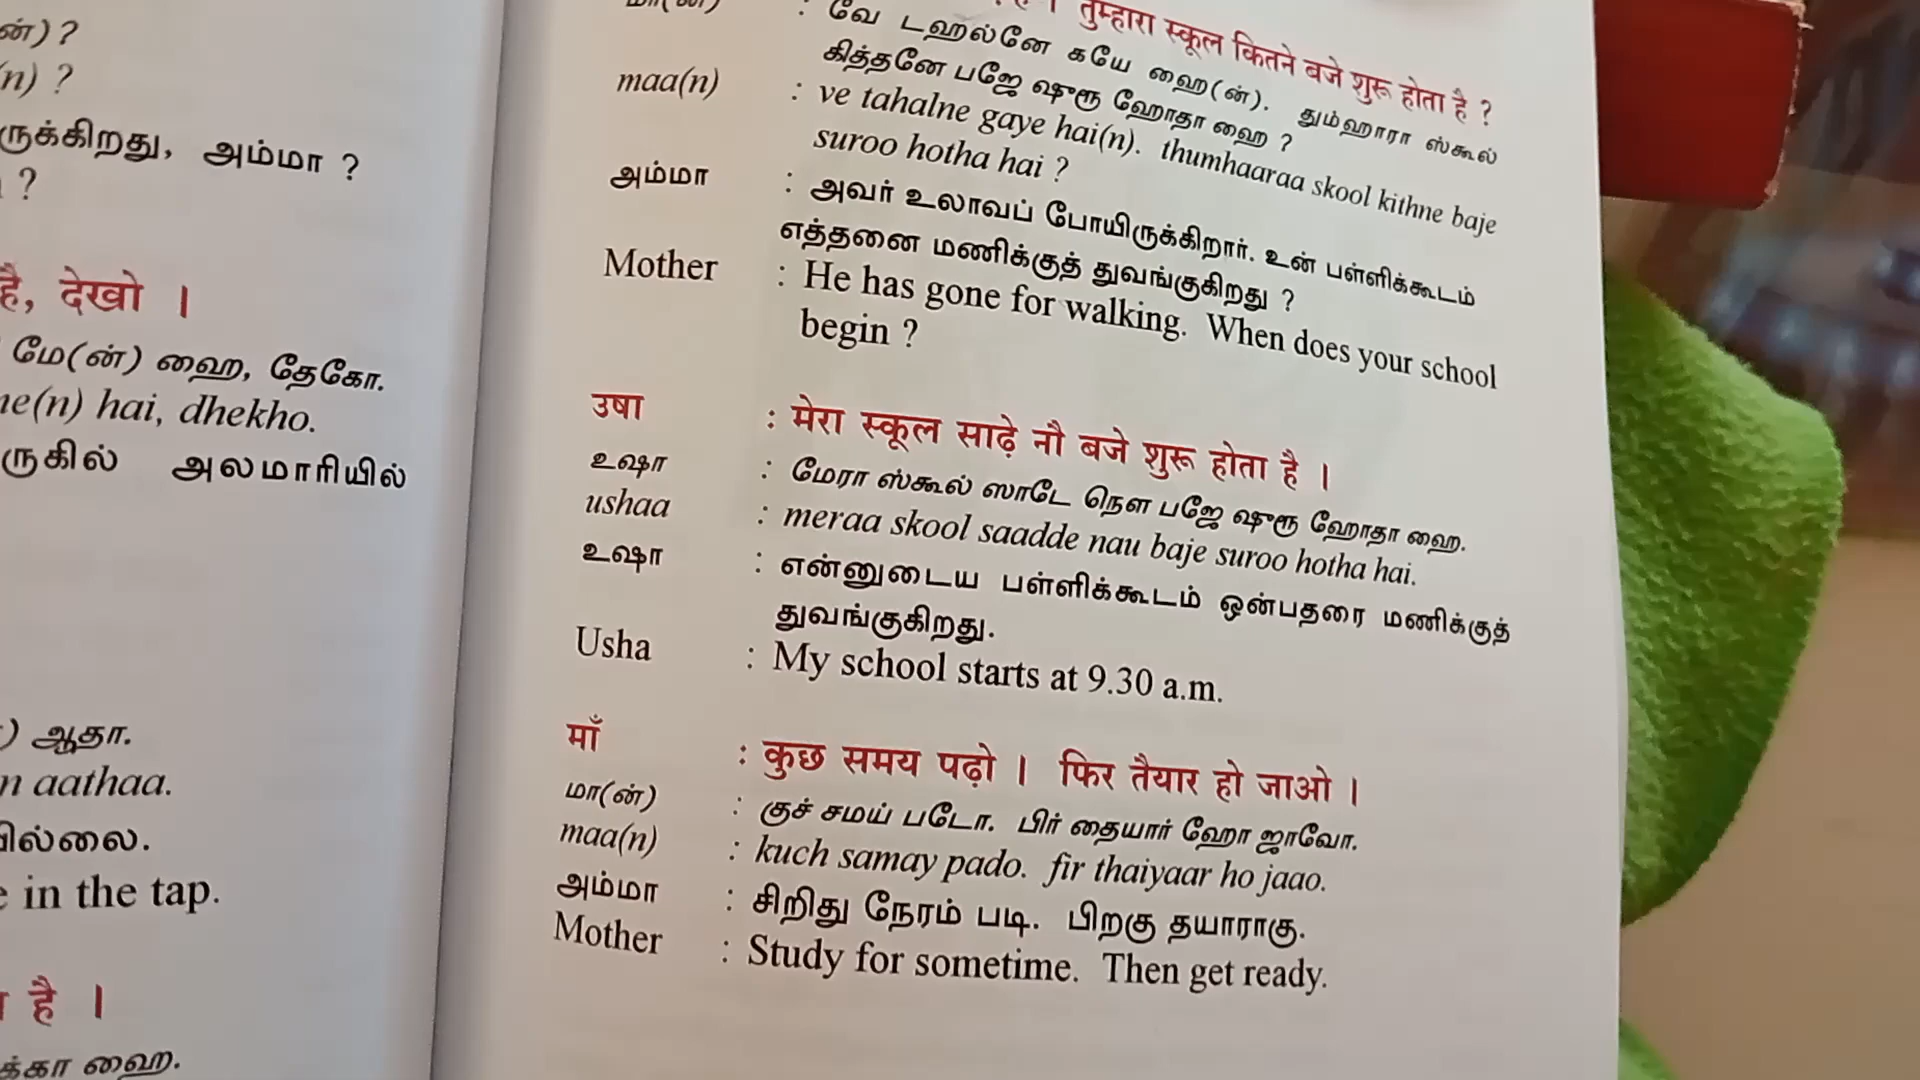 ன்) ?
(n) ?
ருக்கிறது, அம்மா ?
?
है, देखो ।
மே(ன்) ஹை, தேகோ.
ne(n) hai, dhekho.
ருகில் அலமாரியில்
) ஆதா.
n aathaa.
யில்லை.
e in the tap.
है ।
க்கா ஹை.
। तुम्हारा स्कूल कितने बजे शुरू होता है ?
மா(ன்) : வே டஹல்னே கயே ஹை(ன்). தும்ஹாரா ஸ்கூல்
கித்தனே பஜே ஷுரூ ஹோதா ஹை ?
maa(n) : ve tahalne gaye hai(n). thumhaaraa skool kithne baje
suroo hotha hai ?
அம்மா : அவர் உலாவப் போயிருக்கிறார். உன் பள்ளிக்கூடம்
எத்தனை மணிக்குத் துவங்குகிறது ?
Mother : He has gone for walking. When does your school
begin ?
उषा : मेरा स्कूल साढ़े नौ बजे शुरू होता है ।
உஷா : மேரா ஸ்கூல் ஸாடே நௌ பஜே ஷுரூ ஹோதா ஹை.
ushaa : meraa skool saadde nau baje suroo hotha hai.
உஷா : என்னுடைய பள்ளிக்கூடம் ஒன்பதரை மணிக்குத்
துவங்குகிறது.
Usha : My school starts at 9.30 a.m.
माँ : कुछ समय पढ़ो । फिर तैयार हो जाओ ।
மா(ன்) : குச் சமய் படோ. பிர் தையார் ஹோ ஜாவோ.
maa(n) : kuch samay pado. fir thaiyaar ho jaao.
அம்மா : சிறிது நேரம் படி. பிறகு தயாராகு.
Mother : Study for sometime. Then get ready.